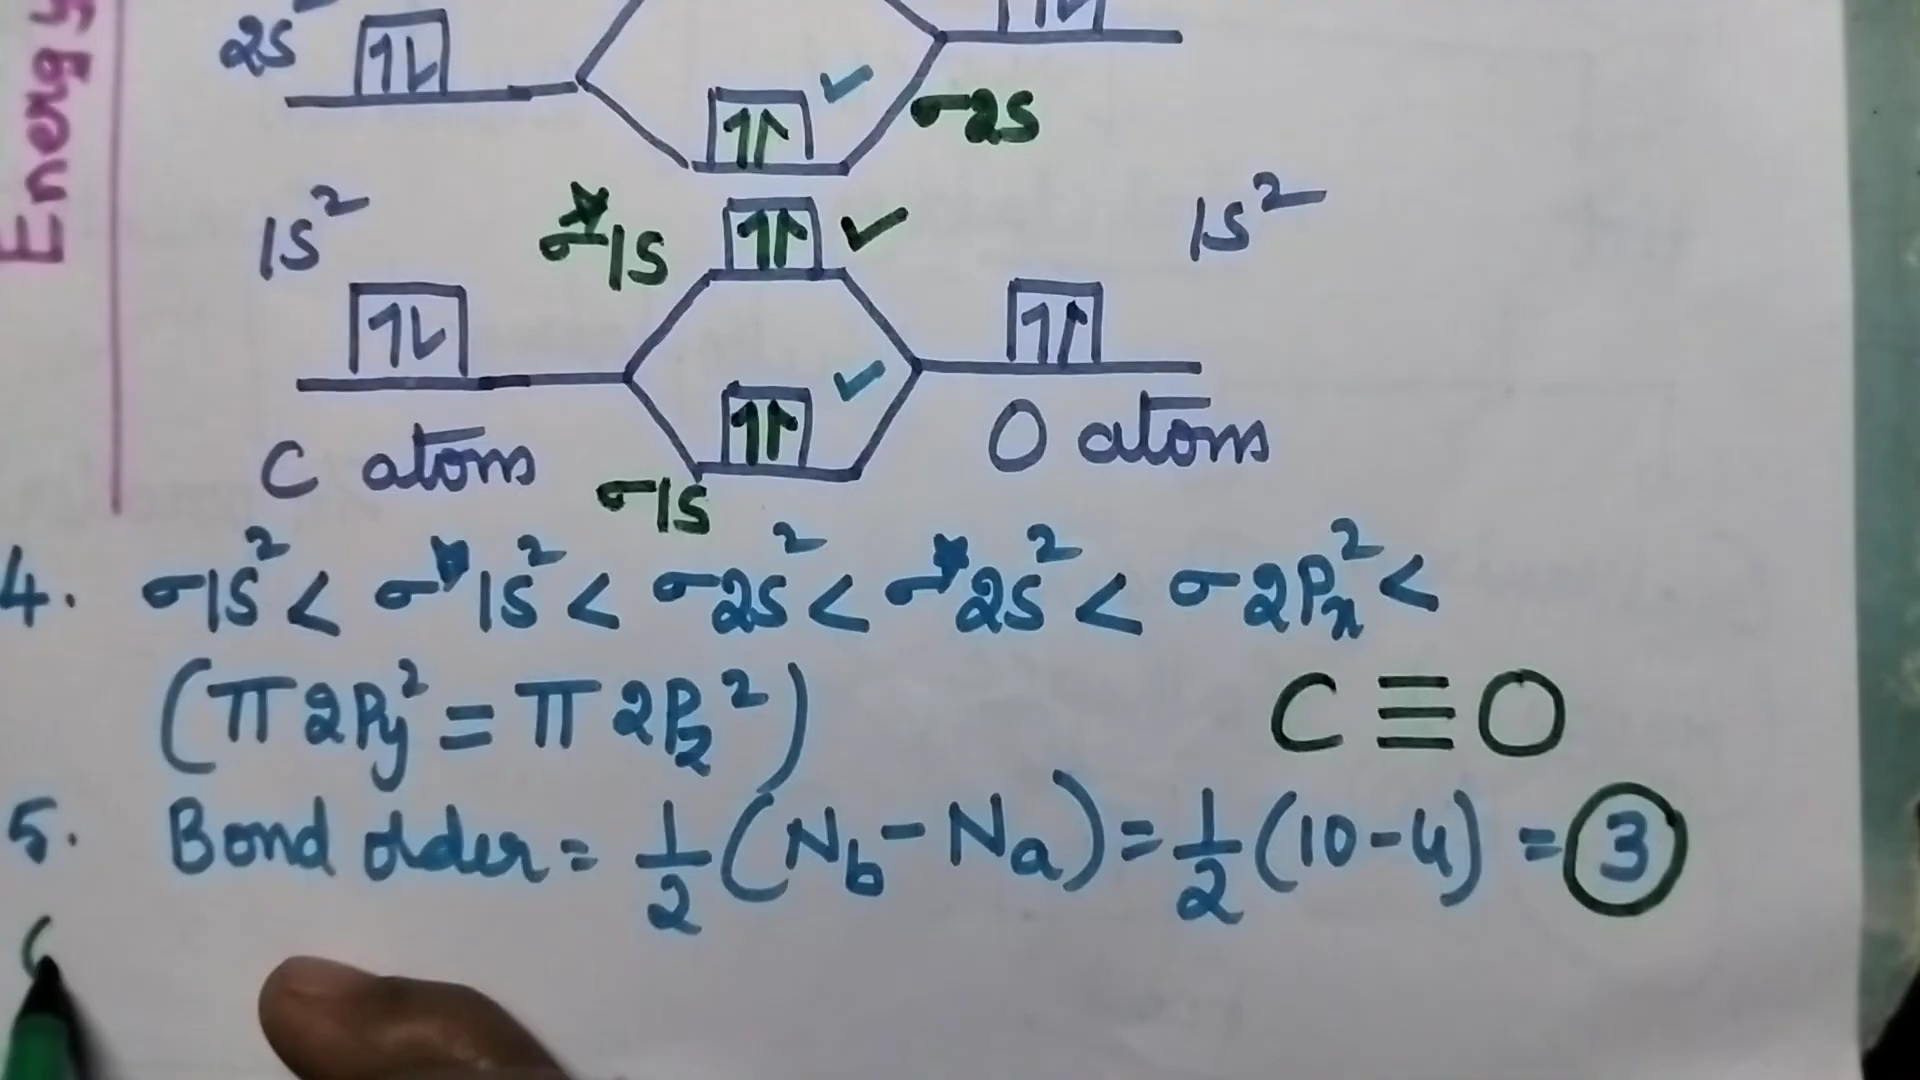 Energy
2S²
σ2S
1S²
σ*1S
1S²
C atoms
O atoms
σ1S
4. σ1S² < σ*1S² < σ2S² < σ*2S² < σ2Px² <
(π2Py² = π2Pz²)
C≡O
5. Bond order = 1/2 (Nb - Na) = 1/2 (10-4) = 3